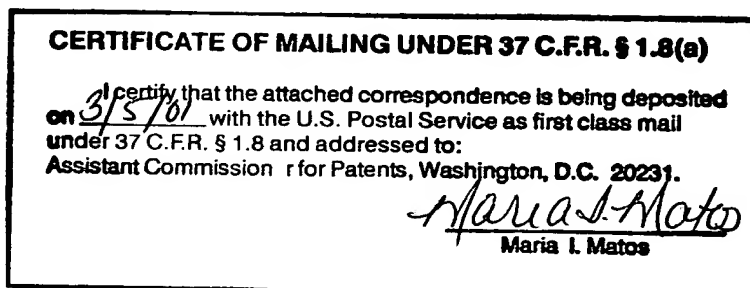 CERTIFICATE OF MAILING UNDER 37 C.F.R. § 1.8(a)
I certify that the attached correspondence is being deposited
on 3/5/01 with the U.S. Postal Service as first class mail
under 37 C.F.R. § 1.8 and addressed to:
Assistant Commission r for Patents, Washington, D.C. 20231.
Maria I. Matos
Maria I. Matos